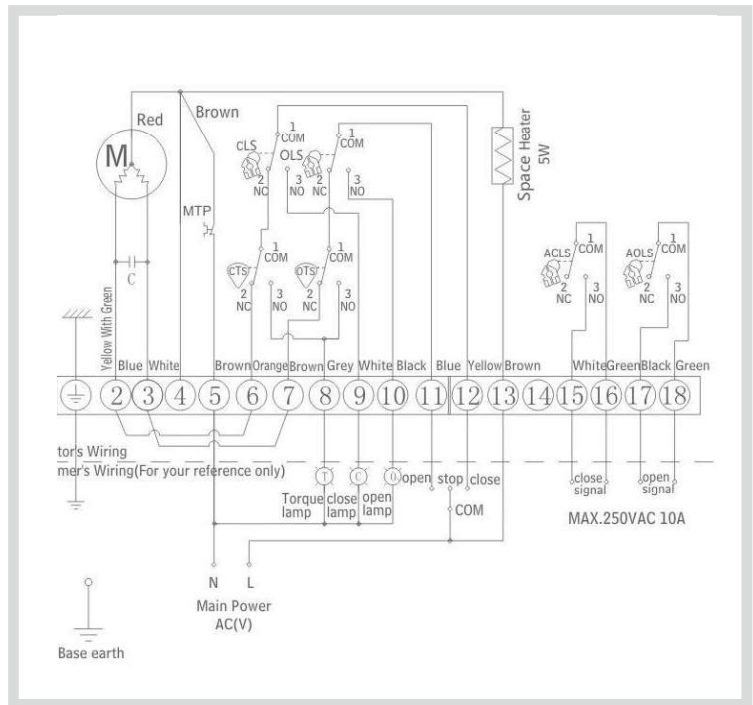 Red
Brown
M
MTP
C
CLS
1
COM
OLS
1
COM
2
NC
3
NO
2
NC
3
NO
CTS
1
COM
OTS
1
COM
2
NC
3
NO
2
NC
3
NO
Space Heater
5W
ACLS
1
COM
2
NC
3
NO
AOLS
1
COM
2
NC
3
NO
Yellow With Green
Blue White Brown Orange Brown Grey White Black Blue Yellow Brown White Green Black Green
2 3 4 5 6 7 8 9 10 11 12 13 14 15 16 17 18
tor's Wiring
mer's Wiring(For your reference only)
T C O
Torque lamp
close lamp
open lamp
open stop close
COM
close signal
open signal
MAX.250VAC 10A
N L
Main Power
AC(V)
Base earth